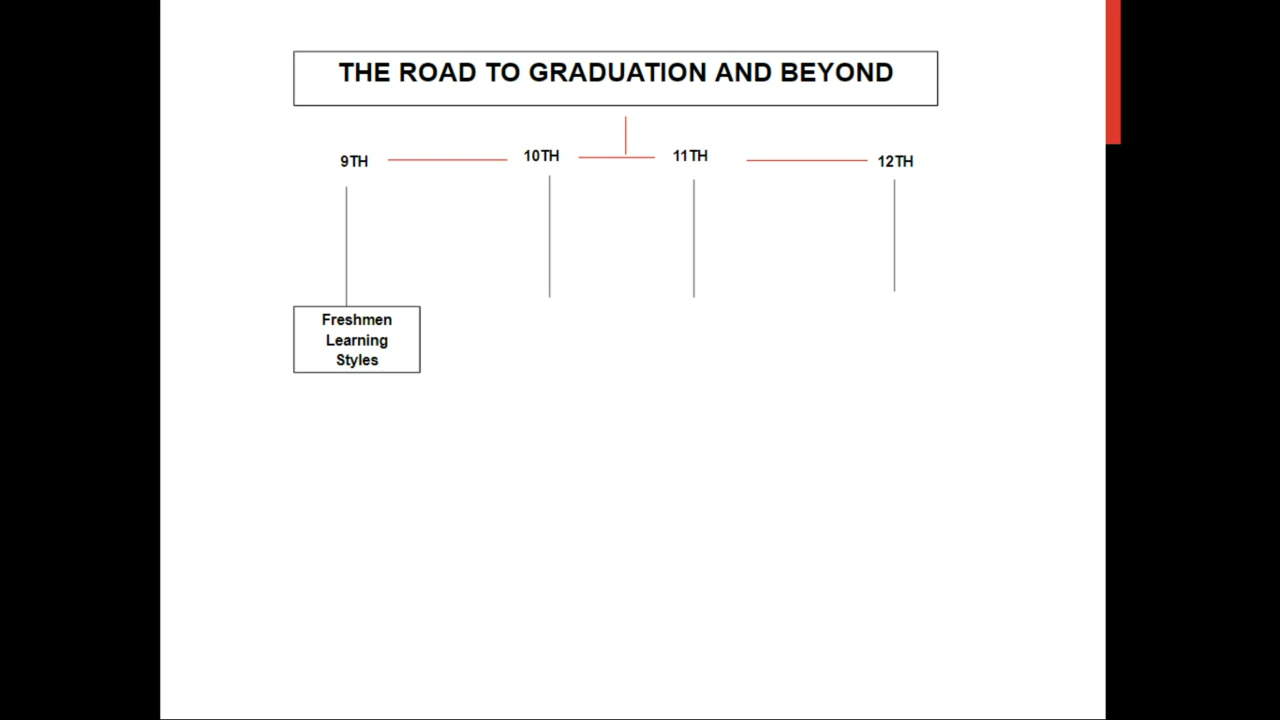 THE ROAD TO GRADUATION AND BEYOND
9TH 10TH 11TH 12TH
Freshmen
Learning
Styles